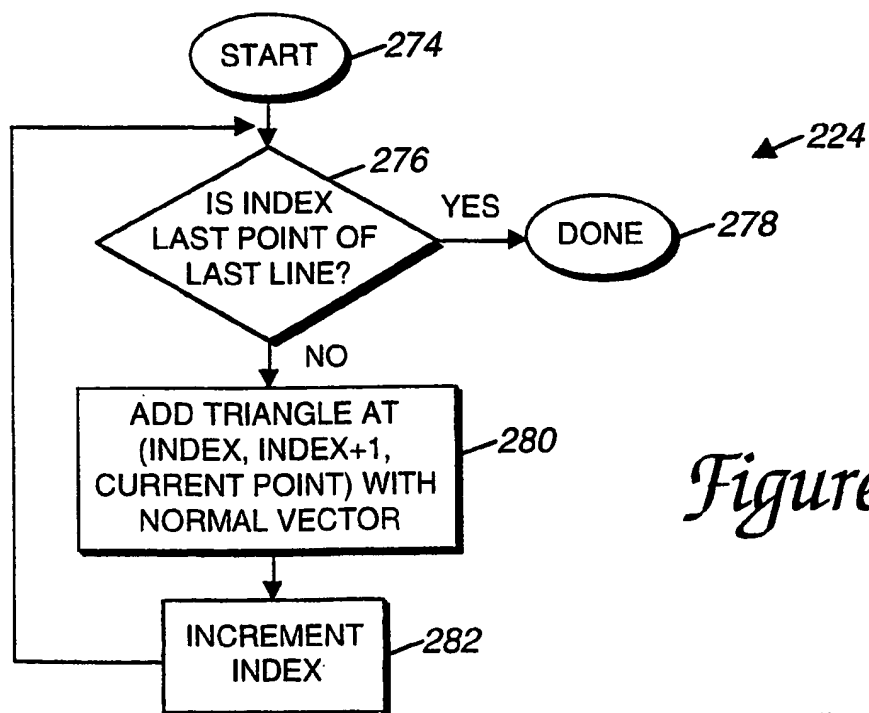 START
274
224
276
IS INDEX
LAST POINT OF
LAST LINE?
YES
DONE
278
NO
ADD TRIANGLE AT
(INDEX, INDEX+1,
CURRENT POINT) WITH
NORMAL VECTOR
280
Figure
INCREMENT
INDEX
282